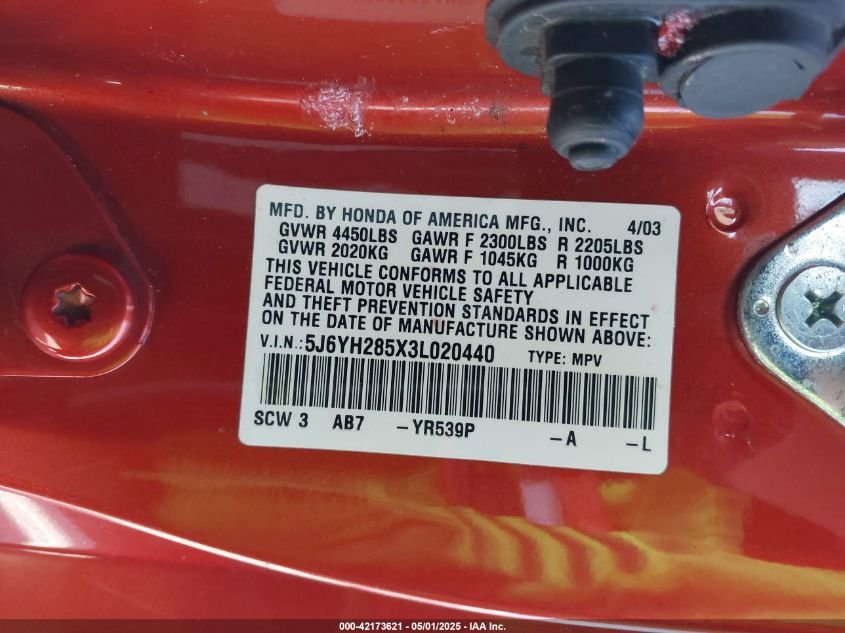 MFD. BY HONDA OF AMERICA MFG., INC. 4/03
GVWR 4450LBS GAWR F 2300LBS R 2205LBS
GVWR 2020KG GAWR F 1045KG R 1000KG
THIS VEHICLE CONFORMS TO ALL APPLICABLE
FEDERAL MOTOR VEHICLE SAFETY
AND THEFT PREVENTION STANDARDS IN EFFECT
ON THE DATE OF MANUFACTURE SHOWN ABOVE:
V.I.N.: 5J6YH285X3L020440 TYPE: MPV
SCW 3 AB7 -YR539P -A -L
000-42173621 - 05/01/2025 - IAA Inc.